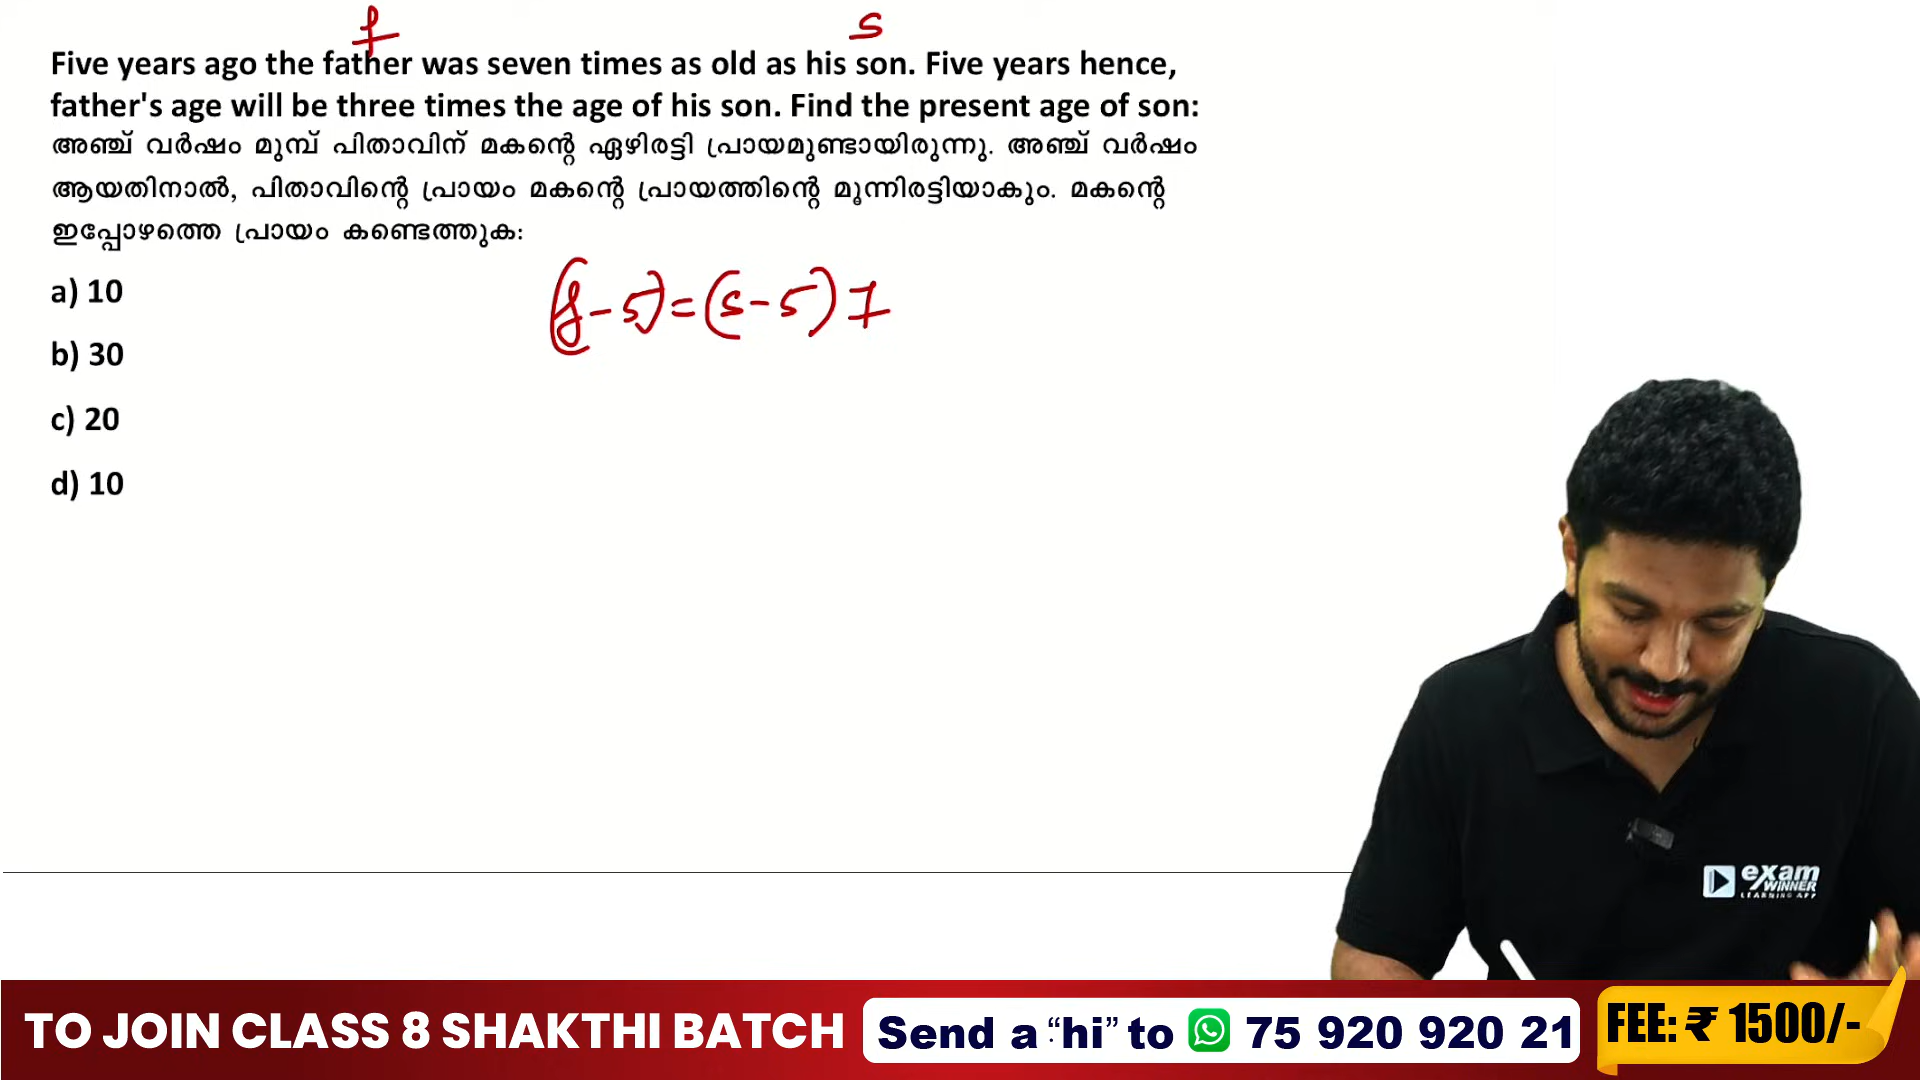 f s
Five years ago the father was seven times as old as his son. Five years hence,
father's age will be three times the age of his son. Find the present age of son:
അഞ്ച് വർഷം മുമ്പ് പിതാവിന് മകന്റെ ഏഴിരട്ടി പ്രായമുണ്ടായിരുന്നു. അഞ്ച് വർഷം
ആയതിനാൽ, പിതാവിന്റെ പ്രായം മകന്റെ പ്രായത്തിന്റെ മൂന്നിരട്ടിയാകും. മകന്റെ
ഇപ്പോഴത്തെ പ്രായം കണ്ടെത്തുക:
a) 10
(f-5)=(s-5)7
b) 30
c) 20
d) 10
exam
WINNER
LEARNING APP
TO JOIN CLASS 8 SHAKTHI BATCH
Send a “hi” to 75 920 920 21
FEE: ₹ 1500/-